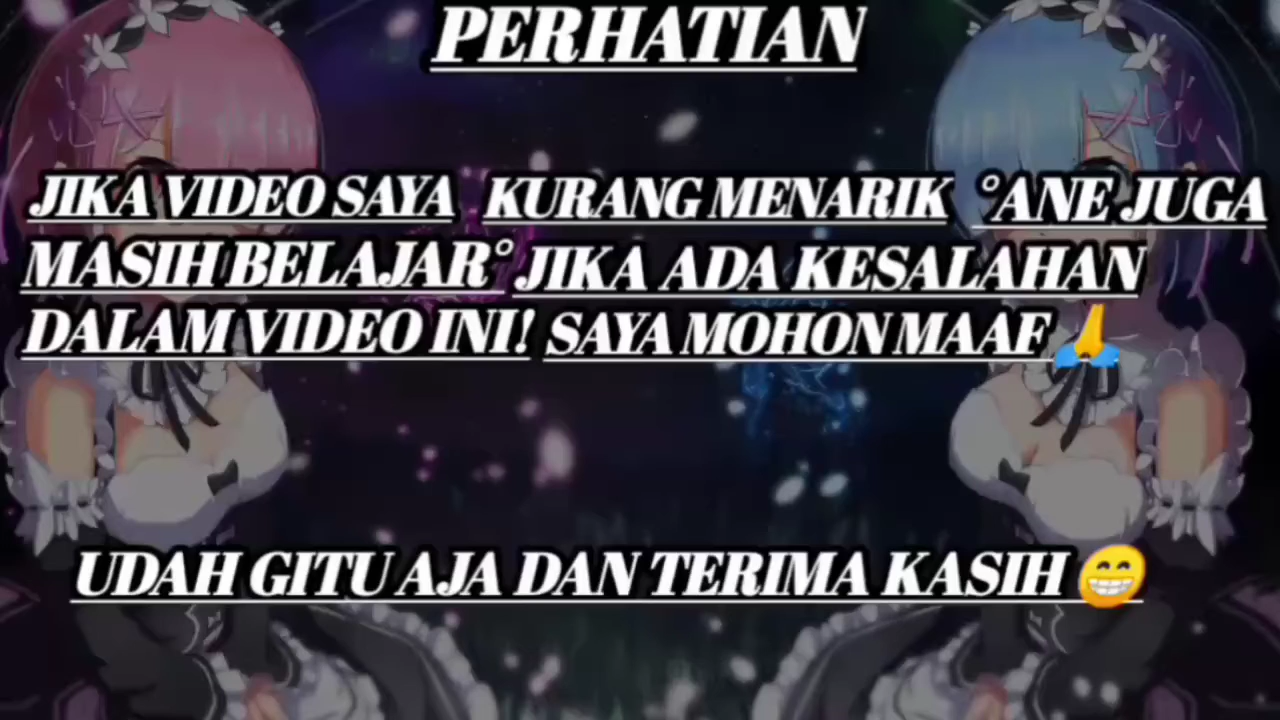 PERHATIAN
JIKA VIDEO SAYA KURANG MENARIK °ANE JUGA
MASIH BELAJAR° JIKA ADA KESALAHAN
DALAM VIDEO INI! SAYA MOHON MAAF 🙏
UDAH GITU AJA DAN TERIMA KASIH 😁